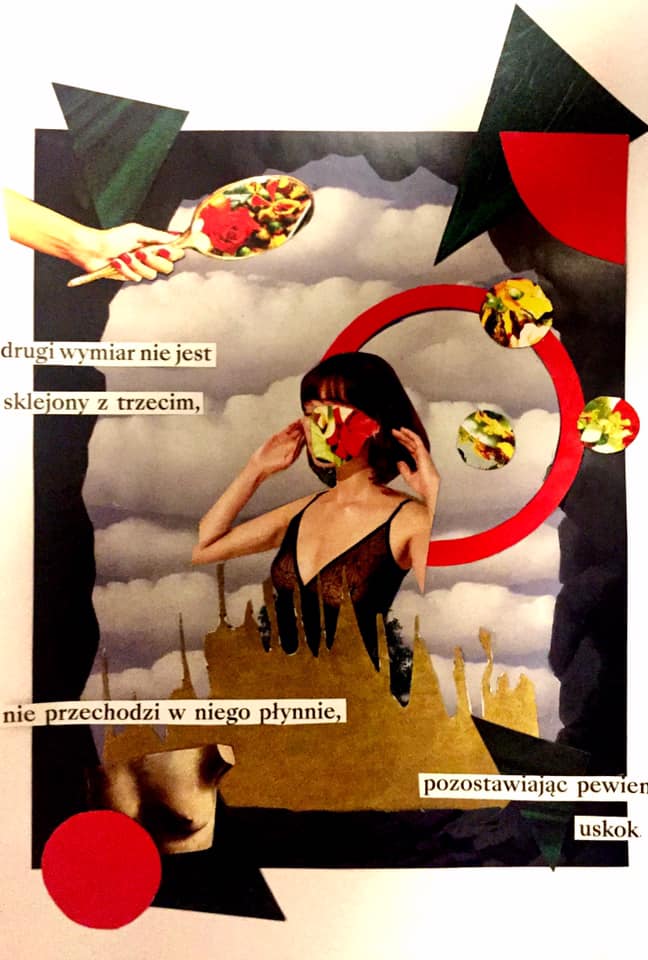 drugi wymiar nie jest
sklejony z trzecim,
nie przechodzi w niego płynnie,
pozostawiając pewien
uskok